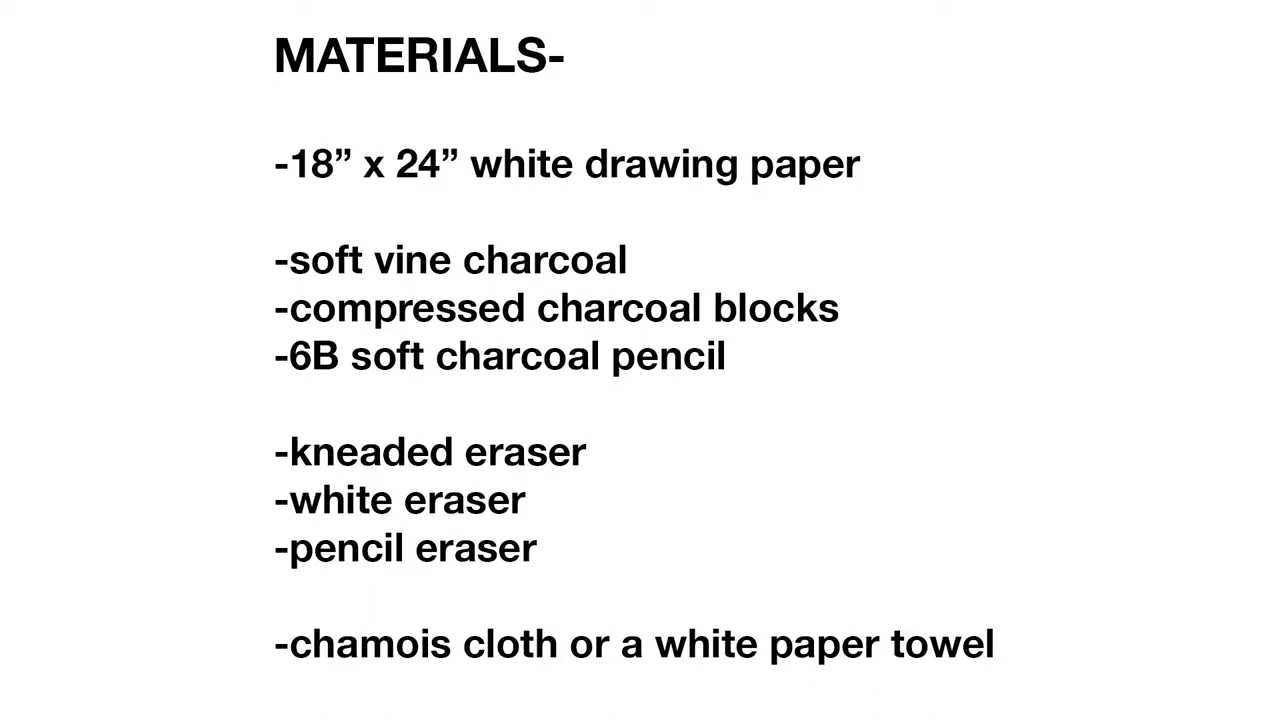 MATERIALS-
-18” x 24” white drawing paper
-soft vine charcoal
-compressed charcoal blocks
-6B soft charcoal pencil
-kneaded eraser
-white eraser
-pencil eraser
-chamois cloth or a white paper towel